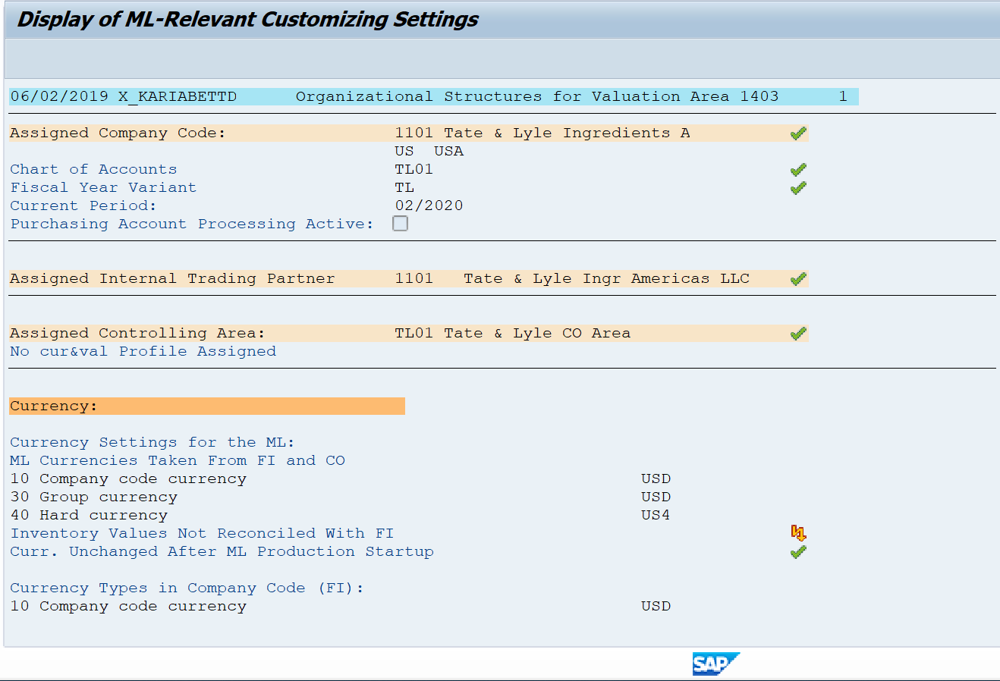 Display of ML-Relevant Customizing Settings
06/02/2019 X_KARIABETTD Organizational Structures for Valuation Area 1403 1
Assigned Company Code: 1101 Tate & Lyle Ingredients A
US USA
Chart of Accounts TL01
Fiscal Year Variant TL
Current Period: 02/2020
Purchasing Account Processing Active:
Assigned Internal Trading Partner 1101 Tate & Lyle Ingr Americas LLC
Assigned Controlling Area: TL01 Tate & Lyle CO Area
No cur&val Profile Assigned
Currency:
Currency Settings for the ML:
ML Currencies Taken From FI and CO
10 Company code currency USD
30 Group currency USD
40 Hard currency US4
Inventory Values Not Reconciled With FI
Curr. Unchanged After ML Production Startup
Currency Types in Company Code (FI):
10 Company code currency USD
SAP